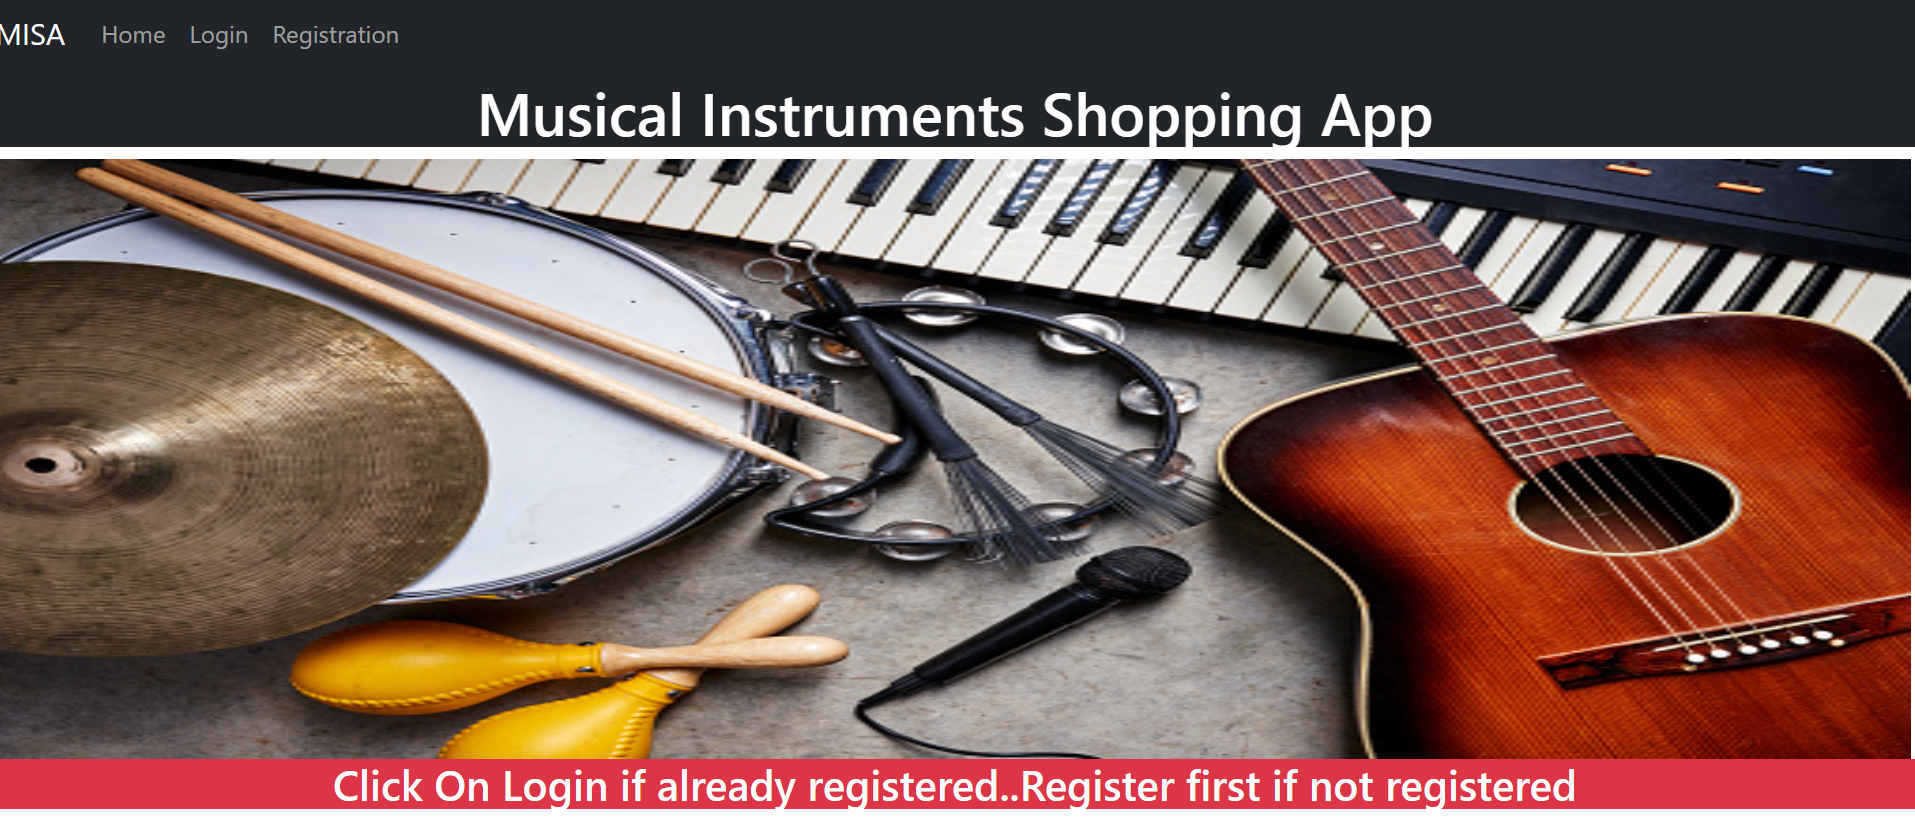 MISA Home Login Registration
Musical Instruments Shopping App
Click On Login if already registered..Register first if not registered